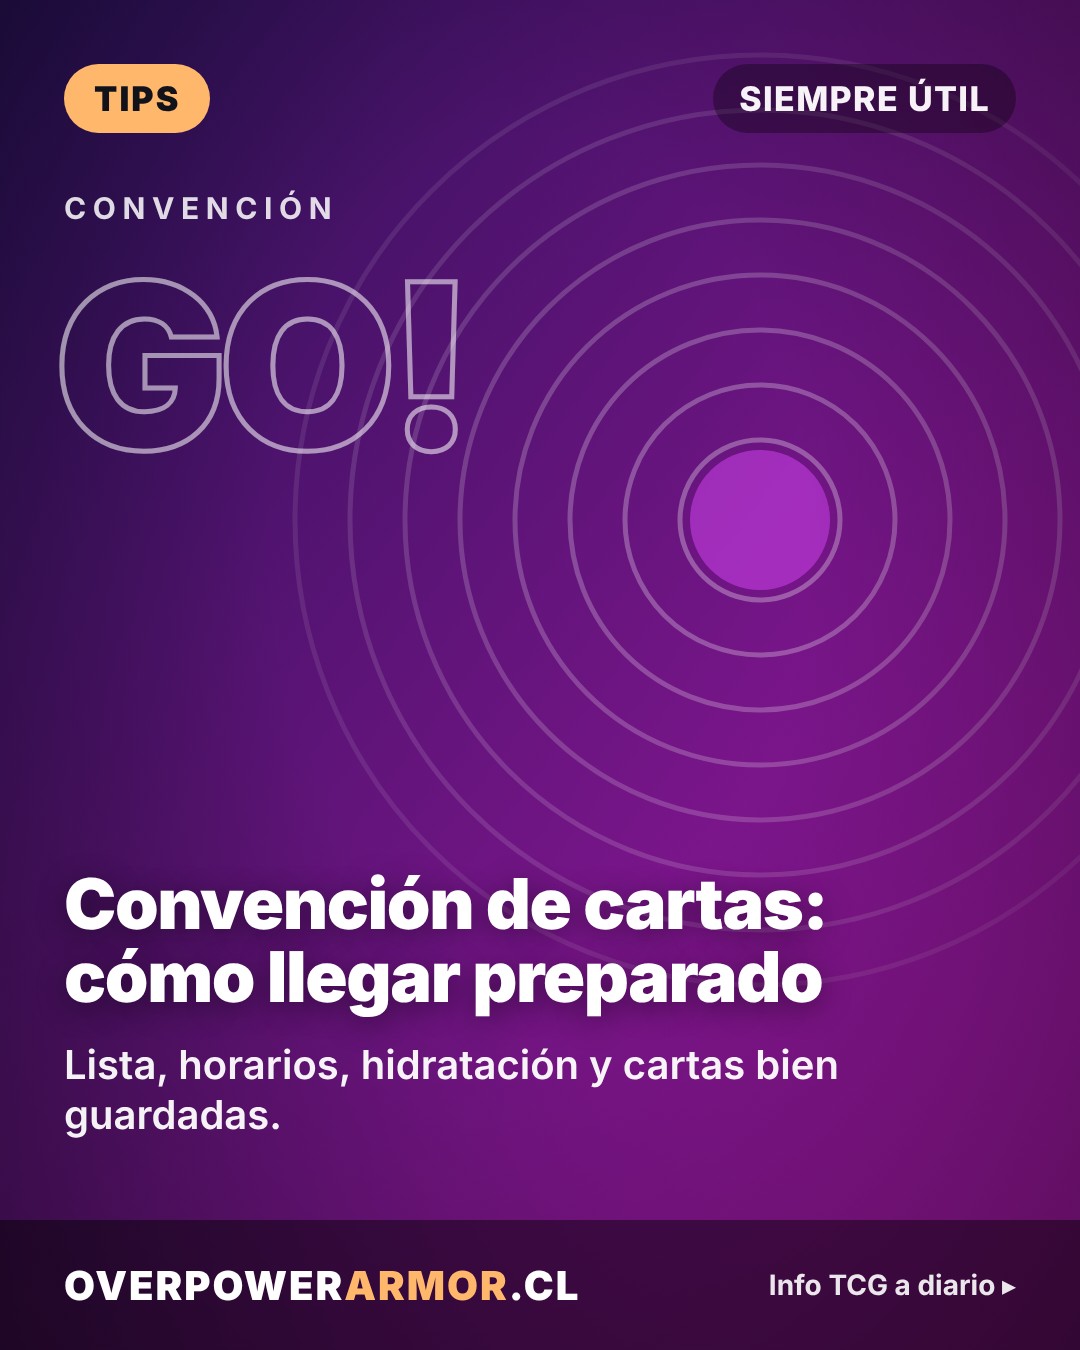 TIPS
SIEMPRE ÚTIL
CONVENCIÓN
GO!
Convención de cartas:
cómo llegar preparado
Lista, horarios, hidratación y cartas bien
guardadas.
OVERPOWERARMOR.CL
Info TCG a diario ▸